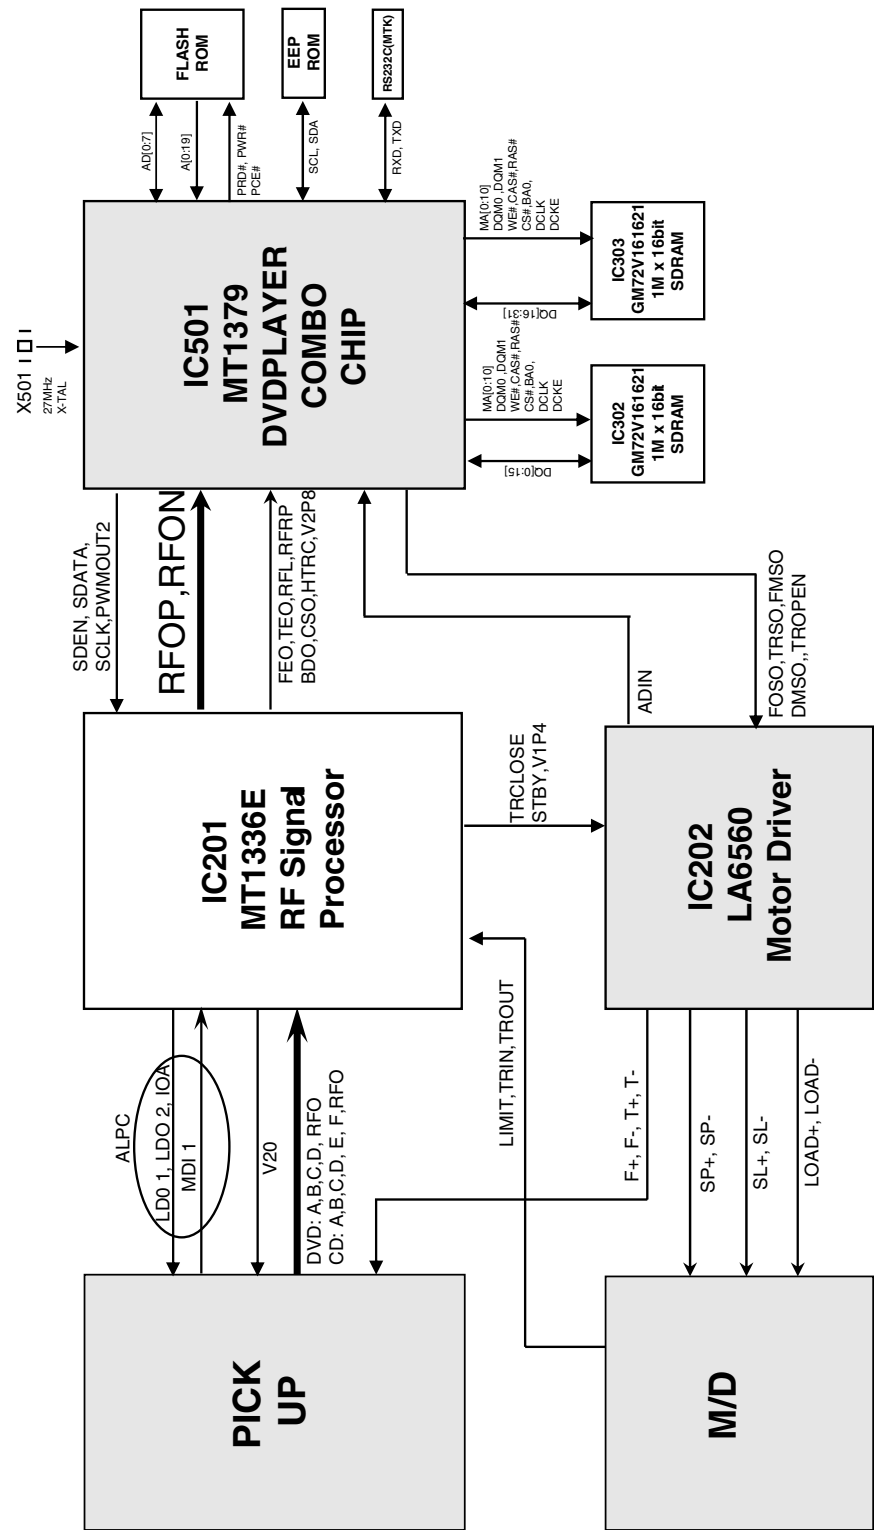 PICK
UP
M/D
ALPC
LD0 1, LDO 2, IOA
MDI 1
V20
DVD: A,B,C,D, RFO
CD: A,B,C,D, E, F,RFO
LIMIT,TRIN,TROUT
F+, F-, T+, T-
SP+, SP-
SL+, SL-
LOAD+, LOAD-
IC201
MT1336E
RF Signal
Processor
IC202
LA6560
Motor Driver
TRCLOSE
STBY,V1P4
SDEN, SDATA,
SCLK,PWMOUT2
RFOP,RFON
FEO,TEO,RFL,RFRP
BDO,CSO,HTRC,V2P8
ADIN
FOSO,TRSO,FMSO
DMSO,,TROPEN
X501
27MHz
X-TAL
IC501
MT1379
DVDPLAYER
COMBO
CHIP
AD[0:7]
A[0:19]
PRD#, PWR#
PCE#
SCL, SDA
RXD, TXD
FLASH
ROM
EEP
ROM
RS232C(MTK)
DQ[0:15]
MA[0:10]
DQM0 ,DQM1
WE#,CAS#,RAS#
CS#,BA0,
DCLK
DCKE
IC302
GM72V161621
1M x 16bit
SDRAM
DQ[16:31]
MA[0:10]
DQM0 ,DQM1
WE#,CAS#,RAS#
CS#,BA0,
DCLK
DCKE
IC303
GM72V161621
1M x 16bit
SDRAM